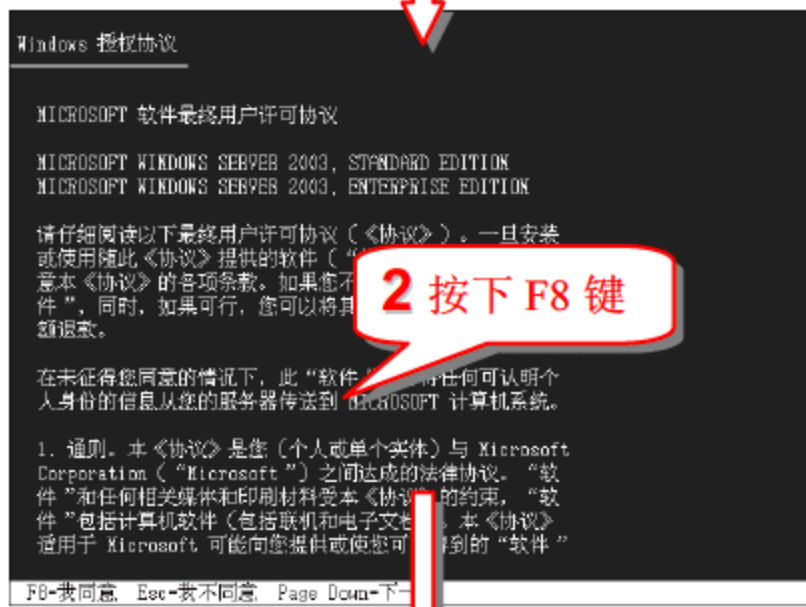 Windows 授权协议
MICROSOFT 软件最终用户许可协议
MICROSOFT WINDOWS SERVER 2003, STANDARD EDITION
MICROSOFT WINDOWS SERVER 2003, ENTERPRISE EDITION
请仔细阅读以下最终用户许可协议（《协议》）。一旦安装
或使用随此《协议》提供的软件（“
意本《协议》的各项条款。如果您不
件”，同时，如果可行，您可以将其
额退款。
2 按下 F8 键
在未征得您同意的情况下，此“软件 将任何可认明个
人身份的信息从您的服务器传送到 MICROSOFT 计算机系统。
1. 通则。本《协议》是您（个人或单个实体）与 Microsoft
Corporation（“Microsoft”）之间达成的法律协议。“软
件”和任何相关媒体和印刷材料受本《协议 的约束，“软
件”包括计算机软件（包括联机和电子文档 。本《协议》
适用于 Microsoft 可能向您提供或使您可 得到的“软件”
F8=我同意 Esc=我不同意 Page Down=下一